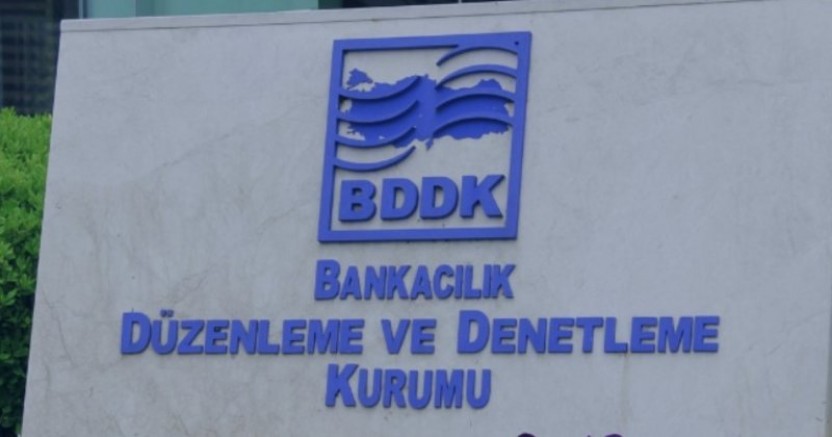 BDDK
BANKACILIK
DÜZENLEME VE DENETLEME
KURUMU